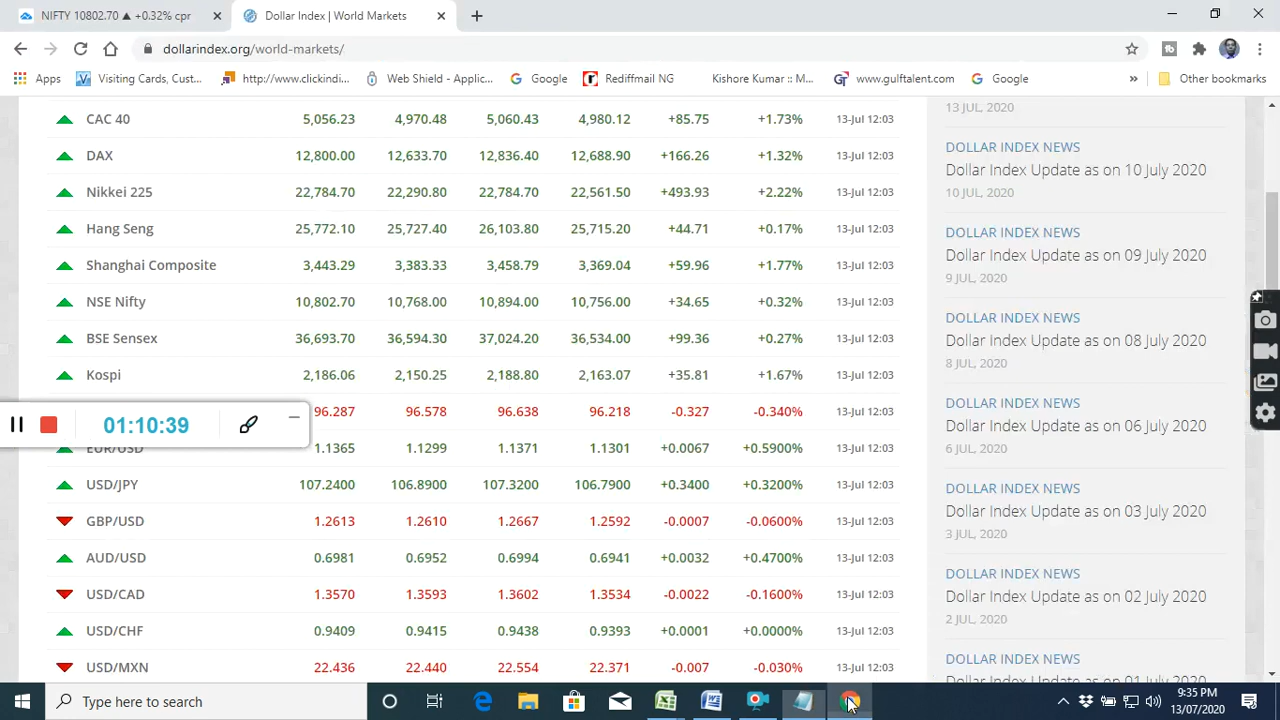 NIFTY 10802.70 ▲ +0.32% cpr
Dollar Index | World Markets
dollarindex.org/world-markets/
Apps Visiting Cards, Cust... http://www.clickindi... Web Shield - Applic... Google Rediffmail NG Kishore Kumar :: M... www.gulftalent.com Google » Other bookmarks
CAC 40 5,056.23 4,970.48 5,060.43 4,980.12 +85.75 +1.73% 13-Jul 12:03
DAX 12,800.00 12,633.70 12,836.40 12,688.90 +166.26 +1.32% 13-Jul 12:03
Nikkei 225 22,784.70 22,290.80 22,784.70 22,561.50 +493.93 +2.22% 13-Jul 12:03
Hang Seng 25,772.10 25,727.40 26,103.80 25,715.20 +44.71 +0.17% 13-Jul 12:03
Shanghai Composite 3,443.29 3,383.33 3,458.79 3,369.04 +59.96 +1.77% 13-Jul 12:03
NSE Nifty 10,802.70 10,768.00 10,894.00 10,756.00 +34.65 +0.32% 13-Jul 12:03
BSE Sensex 36,693.70 36,594.30 37,024.20 36,534.00 +99.36 +0.27% 13-Jul 12:03
Kospi 2,186.06 2,150.25 2,188.80 2,163.07 +35.81 +1.67% 13-Jul 12:03
96.287 96.578 96.638 96.218 -0.327 -0.340% 13-Jul 12:03
EUR/USD 1.1365 1.1299 1.1371 1.1301 +0.0067 +0.5900% 13-Jul 12:03
USD/JPY 107.2400 106.8900 107.3200 106.7900 +0.3400 +0.3200% 13-Jul 12:03
GBP/USD 1.2613 1.2610 1.2667 1.2592 -0.0007 -0.0600% 13-Jul 12:03
AUD/USD 0.6981 0.6952 0.6994 0.6941 +0.0032 +0.4700% 13-Jul 12:03
USD/CAD 1.3570 1.3593 1.3602 1.3534 -0.0022 -0.1600% 13-Jul 12:03
USD/CHF 0.9409 0.9415 0.9438 0.9393 +0.0001 +0.0000% 13-Jul 12:03
USD/MXN 22.436 22.440 22.554 22.371 -0.007 -0.030% 13-Jul 12:03
01:10:39
13 JUL, 2020
DOLLAR INDEX NEWS
Dollar Index Update as on 10 July 2020
10 JUL, 2020
DOLLAR INDEX NEWS
Dollar Index Update as on 09 July 2020
9 JUL, 2020
DOLLAR INDEX NEWS
Dollar Index Update as on 08 July 2020
8 JUL, 2020
DOLLAR INDEX NEWS
Dollar Index Update as on 06 July 2020
6 JUL, 2020
DOLLAR INDEX NEWS
Dollar Index Update as on 03 July 2020
3 JUL, 2020
DOLLAR INDEX NEWS
Dollar Index Update as on 02 July 2020
2 JUL, 2020
DOLLAR INDEX NEWS
Dollar Index Update as on 01 July 2020
Type here to search
9:35 PM
13/07/2020